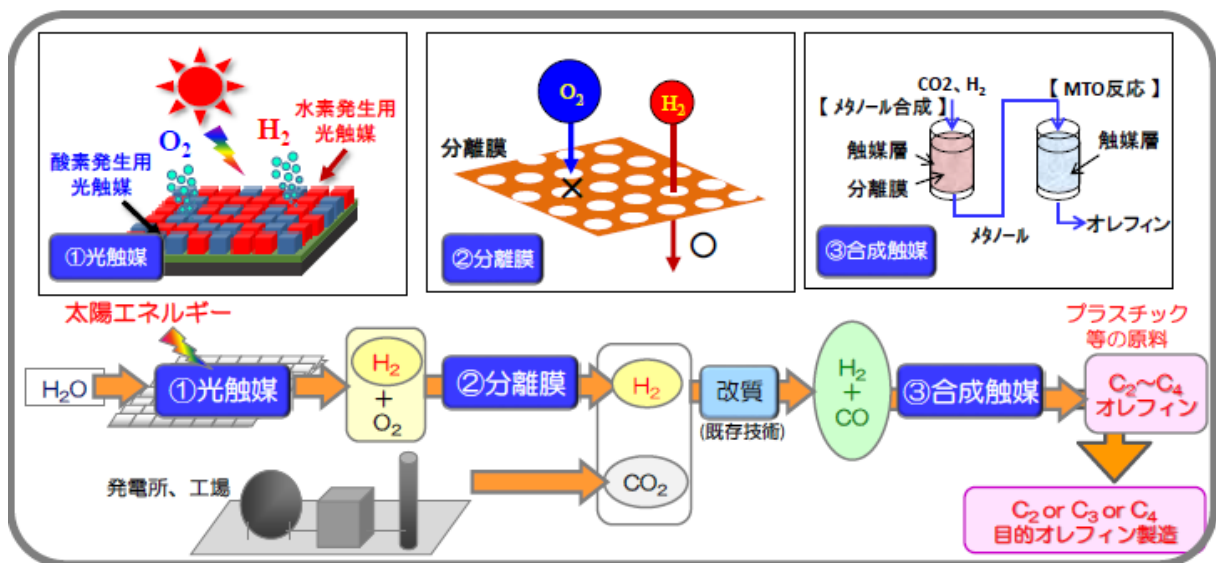 水素発生用
光触媒
O₂
H₂
酸素発生用
光触媒
①光触媒
O₂
H₂
分離膜
×
○
②分離膜
CO2、H₂
【 メタノール合成】
【 MTO反応 】
触媒層
分離膜
触媒層
メタノール
オレフィン
③合成触媒
太陽エネルギー
H₂O
①光触媒
H₂
+
O₂
②分離膜
H₂
CO₂
改質
(既存技術)
H₂
+
CO
③合成触媒
プラスチック
等の原料
C₂～C₄
オレフィン
発電所、工場
C₂ or C₃ or C₄
目的オレフィン製造